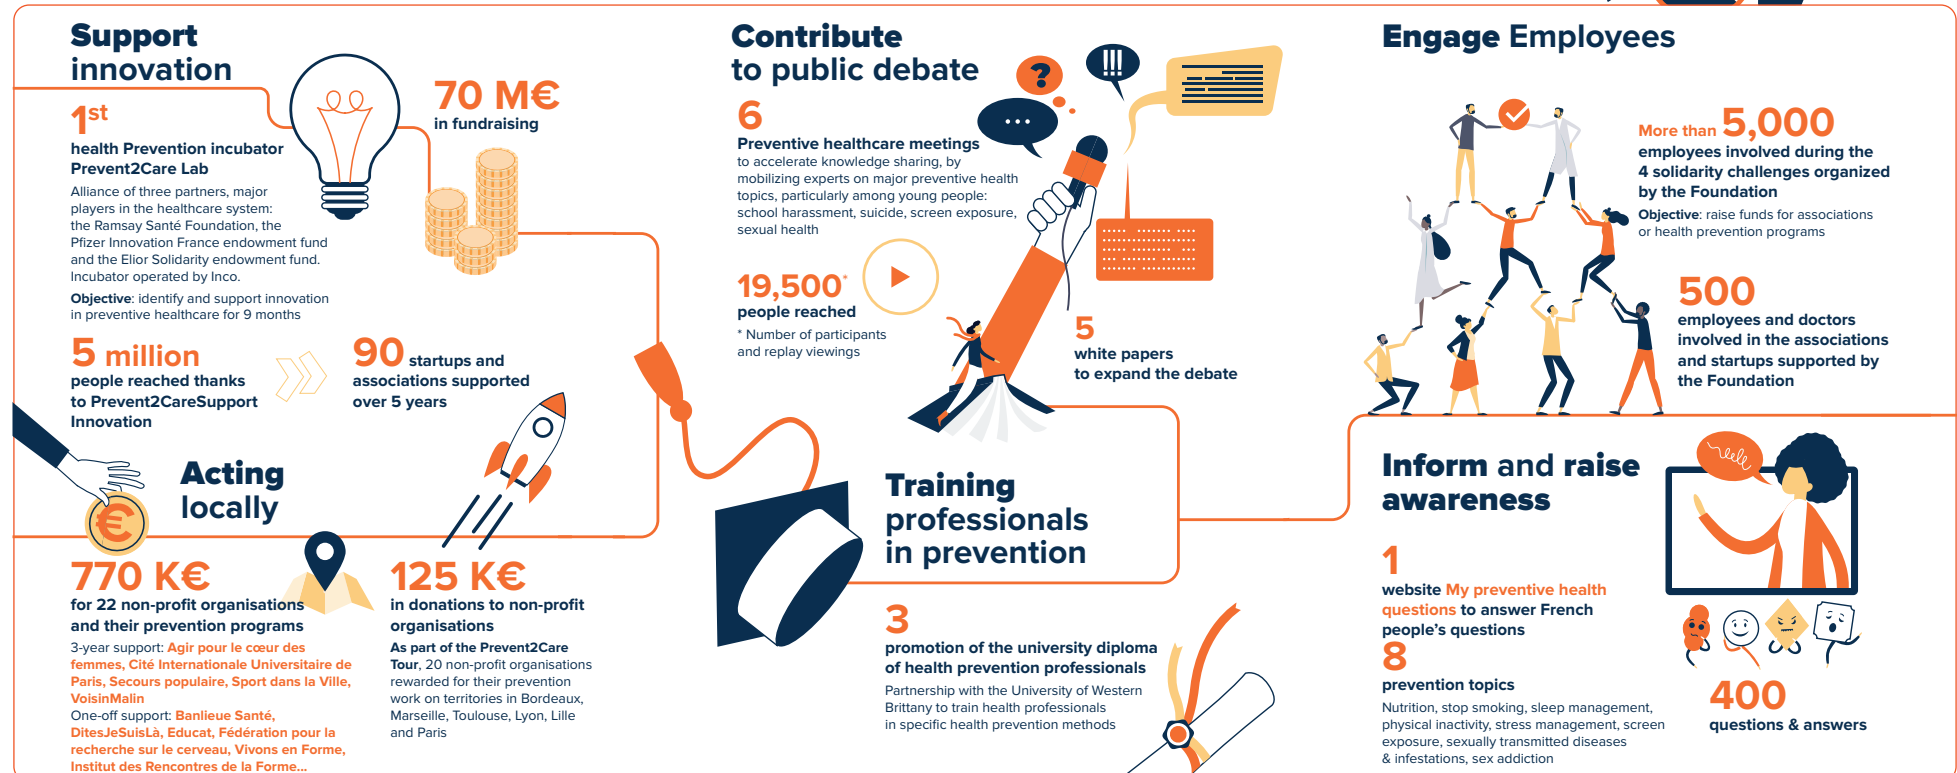 Support
innovation
1st
health Prevention incubator
Prevent2Care Lab
Alliance of three partners, major
players in the healthcare system:
the Ramsay Santé Foundation, the
Pfizer Innovation France endowment fund
and the Elior Solidarity endowment fund.
Incubator operated by Inco.
Objective: identify and support innovation
in preventive healthcare for 9 months
70 M€
in fundraising
5 million
people reached thanks
to Prevent2CareSupport
Innovation
90 startups and
associations supported
over 5 years
Acting
locally
€
770 K€
for 22 non-profit organisations
and their prevention programs
3-year support: Agir pour le cœur des
femmes, Cité Internationale Universitaire de
Paris, Secours populaire, Sport dans la Ville,
VoisinMalin
One-off support: Banlieue Santé,
DitesJeSuisLà, Educat, Fédération pour la
recherche sur le cerveau, Vivons en Forme,
Institut des Rencontres de la Forme...
125 K€
in donations to non-profit
organisations
As part of the Prevent2Care
Tour, 20 non-profit organisations
rewarded for their prevention
work on territories in Bordeaux,
Marseille, Toulouse, Lyon, Lille
and Paris
Contribute
to public debate
? !!!
...
6
Preventive healthcare meetings
to accelerate knowledge sharing, by
mobilizing experts on major preventive health
topics, particularly among young people:
school harassment, suicide, screen exposure,
sexual health
19,500*
people reached
* Number of participants
and replay viewings
5
white papers
to expand the debate
Training
professionals
in prevention
3
promotion of the university diploma
of health prevention professionals
Partnership with the University of Western
Brittany to train health professionals
in specific health prevention methods
Engage Employees
More than 5,000
employees involved during the
4 solidarity challenges organized
by the Foundation
Objective: raise funds for associations
or health prevention programs
500
employees and doctors
involved in the associations
and startups supported by
the Foundation
Inform and raise
awareness
1
website My preventive health
questions to answer French
people's questions
8
prevention topics
Nutrition, stop smoking, sleep management,
physical inactivity, stress management, screen
exposure, sexually transmitted diseases
& infestations, sex addiction
400
questions & answers